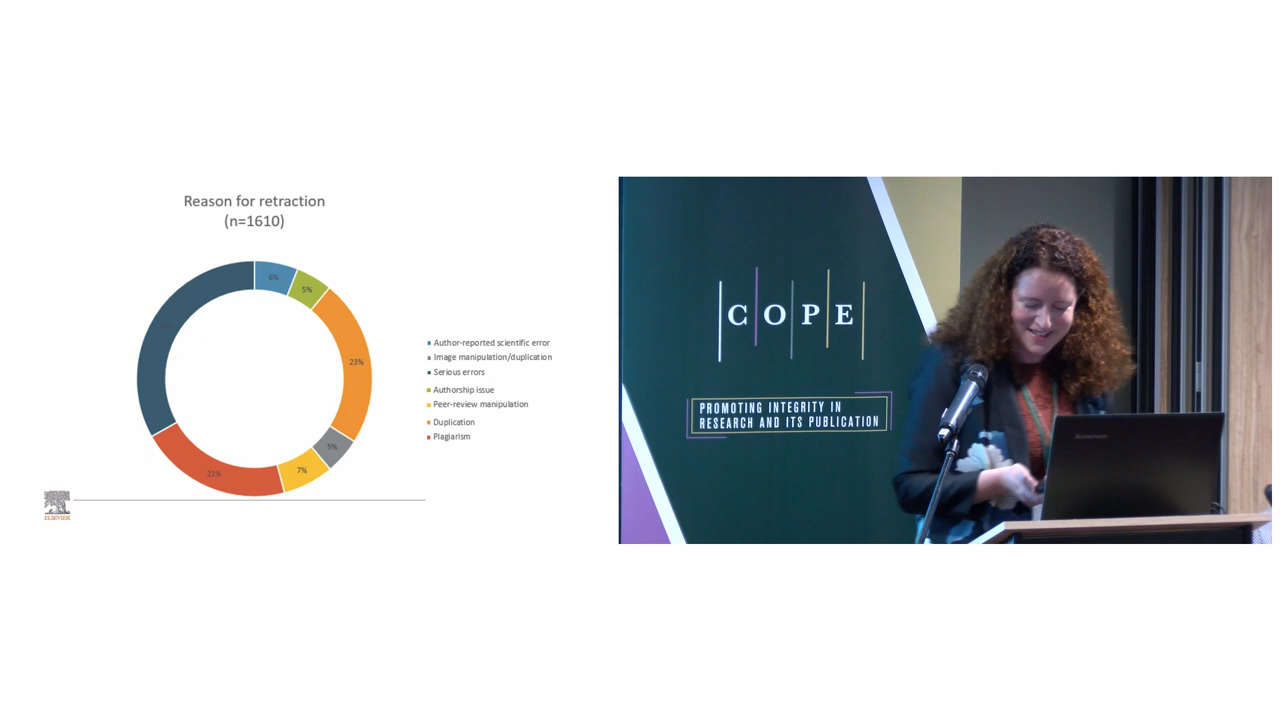 Reason for retraction
(n=1610)
6%
5%
23%
5%
7%
21%
Author-reported scientific error
Image manipulation/duplication
Serious errors
Authorship issue
Peer-review manipulation
Duplication
Plagiarism
ELSEVIER
COPE
PROMOTING INTEGRITY IN
RESEARCH AND ITS PUBLICATION